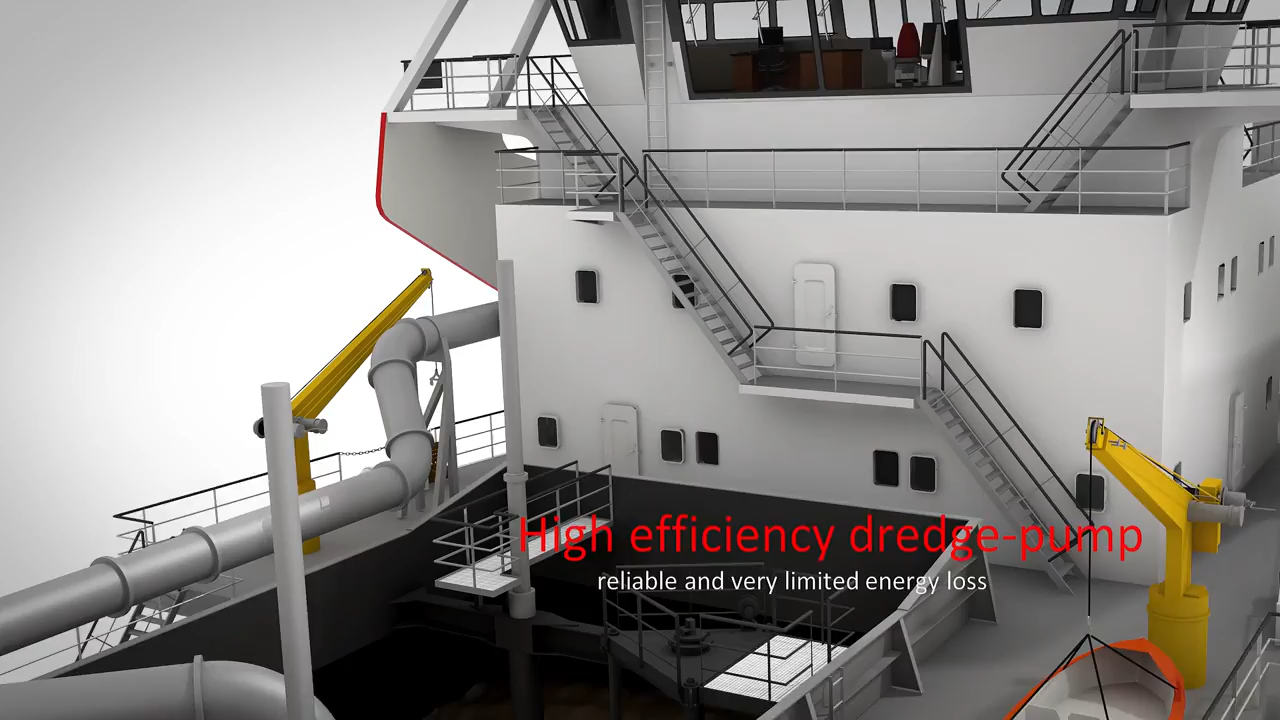 High efficiency dredge-pump
reliable and very limited energy loss